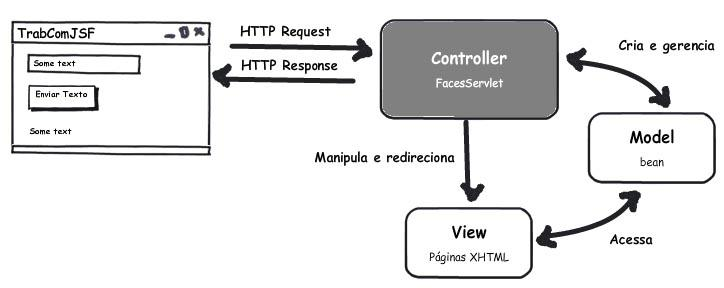 TrabComJSF
Some text
Enviar Texto
Some text
HTTP Request
HTTP Response
Controller
FacesServlet
Cria e gerencia
Model
bean
Manipula e redireciona
View
Páginas XHTML
Acessa